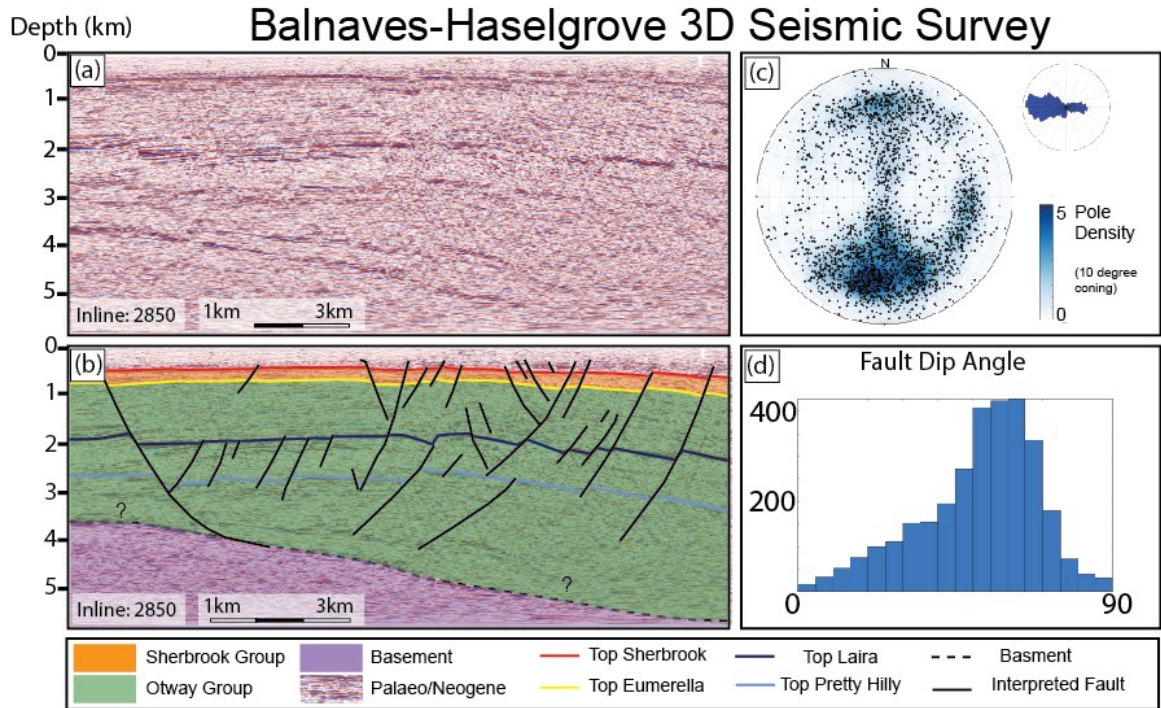 Balnaves-Haselgrove 3D Seismic Survey
Depth (km)
0
(a)
1
2
3
4
5
Inline: 2850
1km
3km
0
(b)
1
2
3
?
4
5
?
Inline: 2850
1km
3km
(c)
N
5
Pole
Density
(10 degree
coning)
0
(d)
Fault Dip Angle
400
200
0
90
Sherbrook Group
Basement
Top Sherbrook
Top Laira
Basment
Otway Group
Palaeo/Neogene
Top Eumerella
Top Pretty Hilly
Interpreted Fault